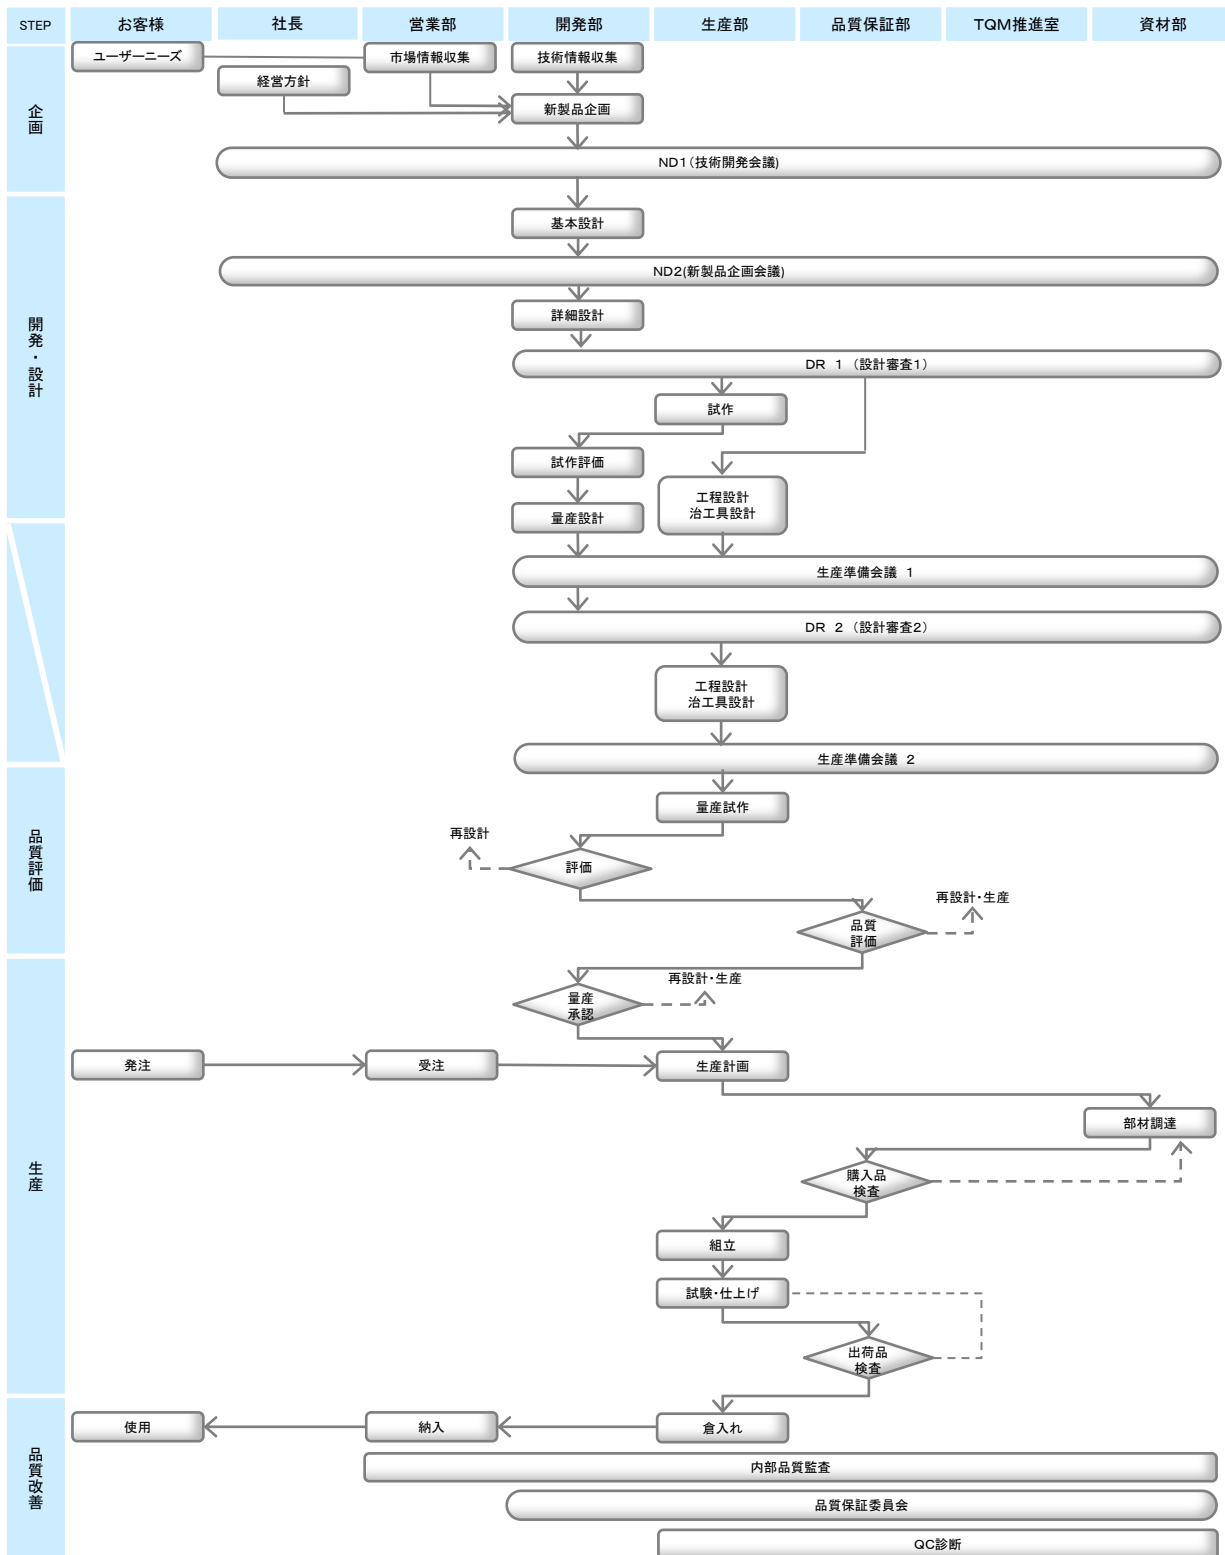 STEP
お客様
社長
営業部
開発部
生産部
品質保証部
TQM推進室
資材部
企画
ユーザーニーズ
市場情報収集
技術情報収集
経営方針
新製品企画
ND1(技術開発会議)
開発・設計
基本設計
ND2(新製品企画会議)
詳細設計
DR 1 (設計審査1)
試作
試作評価
工程設計
治工具設計
量産設計
生産準備会議 1
DR 2 (設計審査2)
工程設計
治工具設計
生産準備会議 2
品質評価
量産試作
再設計
評価
再設計・生産
品質
評価
生産
再設計・生産
量産
承認
発注
受注
生産計画
部材調達
購入品
検査
組立
試験・仕上げ
出荷品
検査
品質改善
使用
納入
倉入れ
内部品質監査
品質保証委員会
QC診断